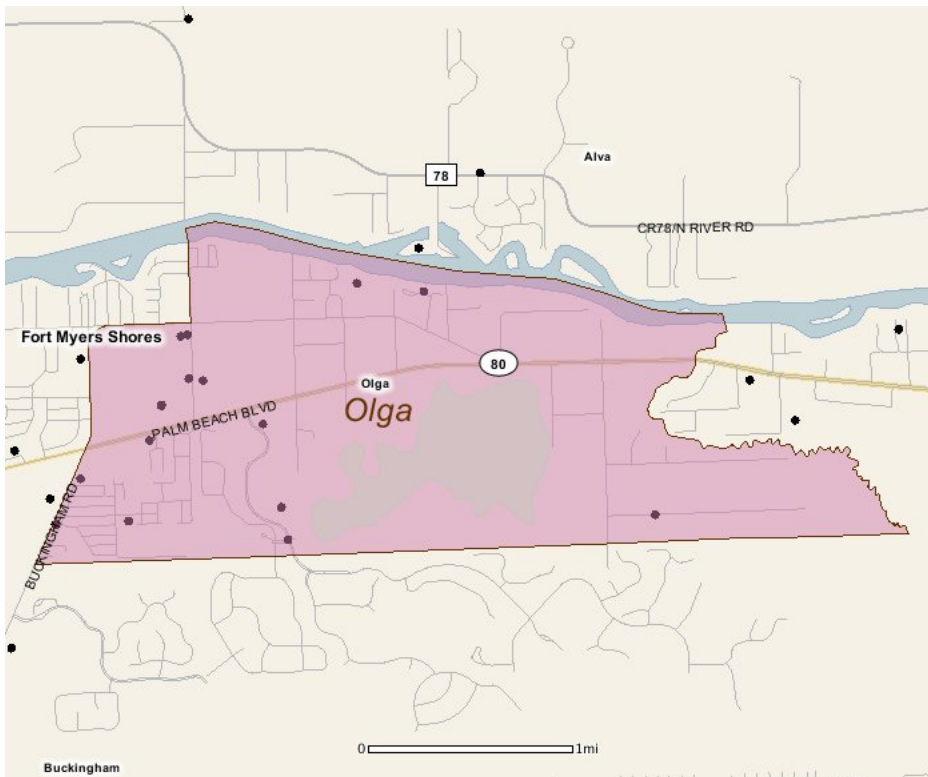 Alva
78
CR78/N RIVER RD
Fort Myers Shores
80
Olga
Olga
PALM BEACH BLVD
BUCKINGHAM RD
0 1mi
Buckingham